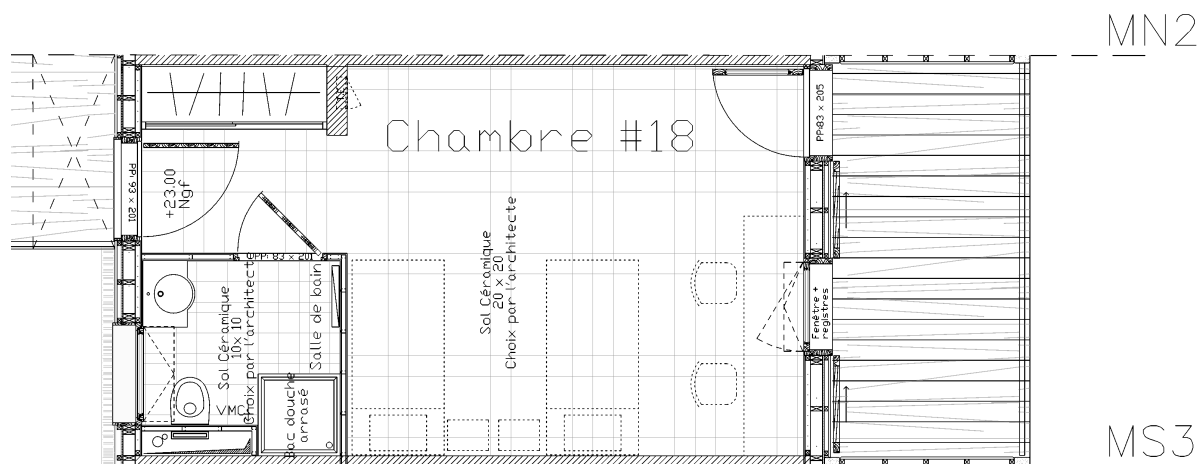 MN2
Chambre #18
PP:83 x 205
PP: 93 x 201
+23.00
Ngf
PP: 83 x 201
Sol Céramique
20 x 20
Choix par l'architecte
Fenêtre +
registres
Sol Céramique
10x 10
Choix par l'architecte
Salle de bain
VMC
Bac douche
arrasé
MS3